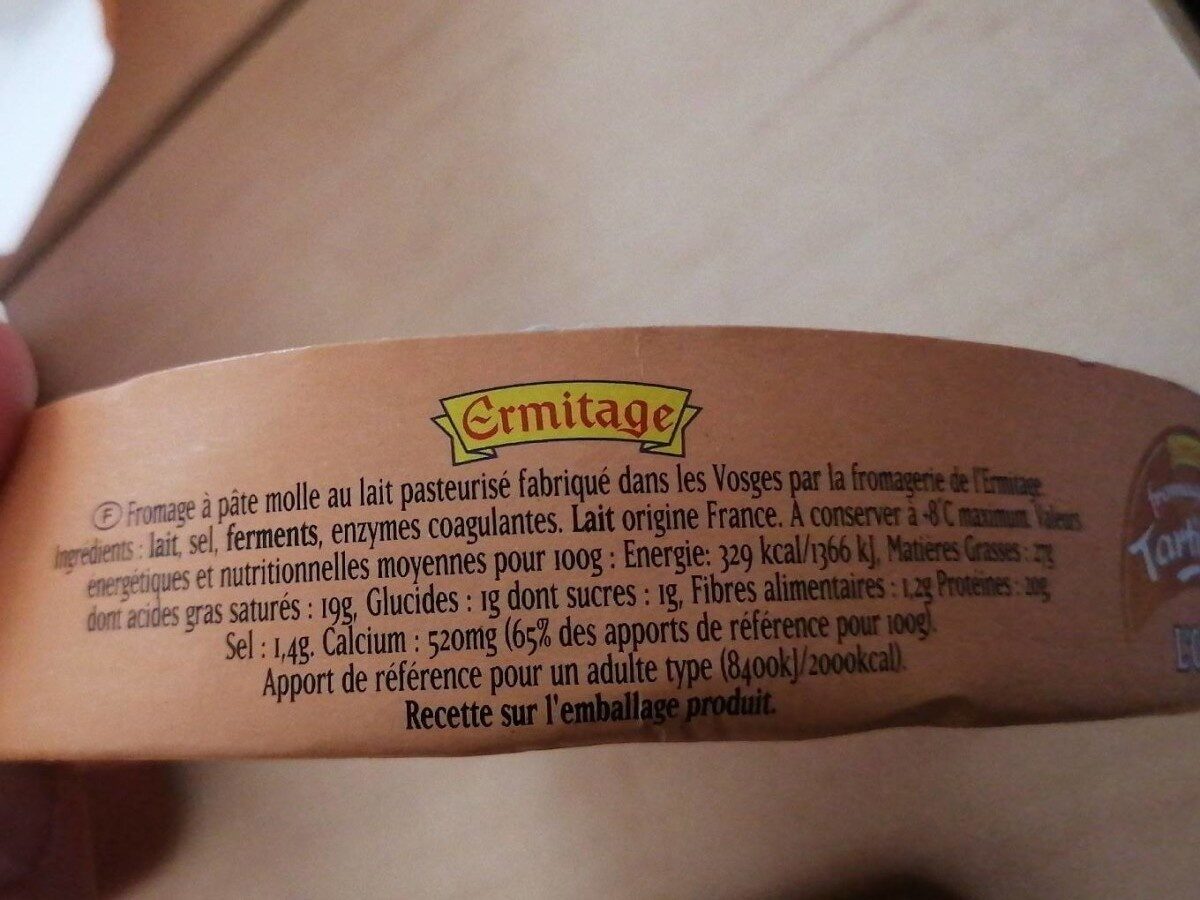 Ermitage
Ⓕ Fromage à pâte molle au lait pasteurisé fabriqué dans les Vosges par la fromagerie de l'Ermitage
Ingrédients : lait, sel, ferments, enzymes coagulantes. Lait origine France. A conserver à +8°C maximum. Valeurs
énergétiques et nutritionnelles moyennes pour 100g : Energie: 329 kcal/1366 kJ, Matières Grasses : 27g
dont acides gras saturés : 19g, Glucides : 1g dont sucres : 1g, Fibres alimentaires : 1,2g Protéines : 20g
Sel : 1,4g. Calcium : 520mg (65% des apports de référence pour 100g).
Apport de référence pour un adulte type (8400kJ/2000kcal).
Recette sur l'emballage produit.